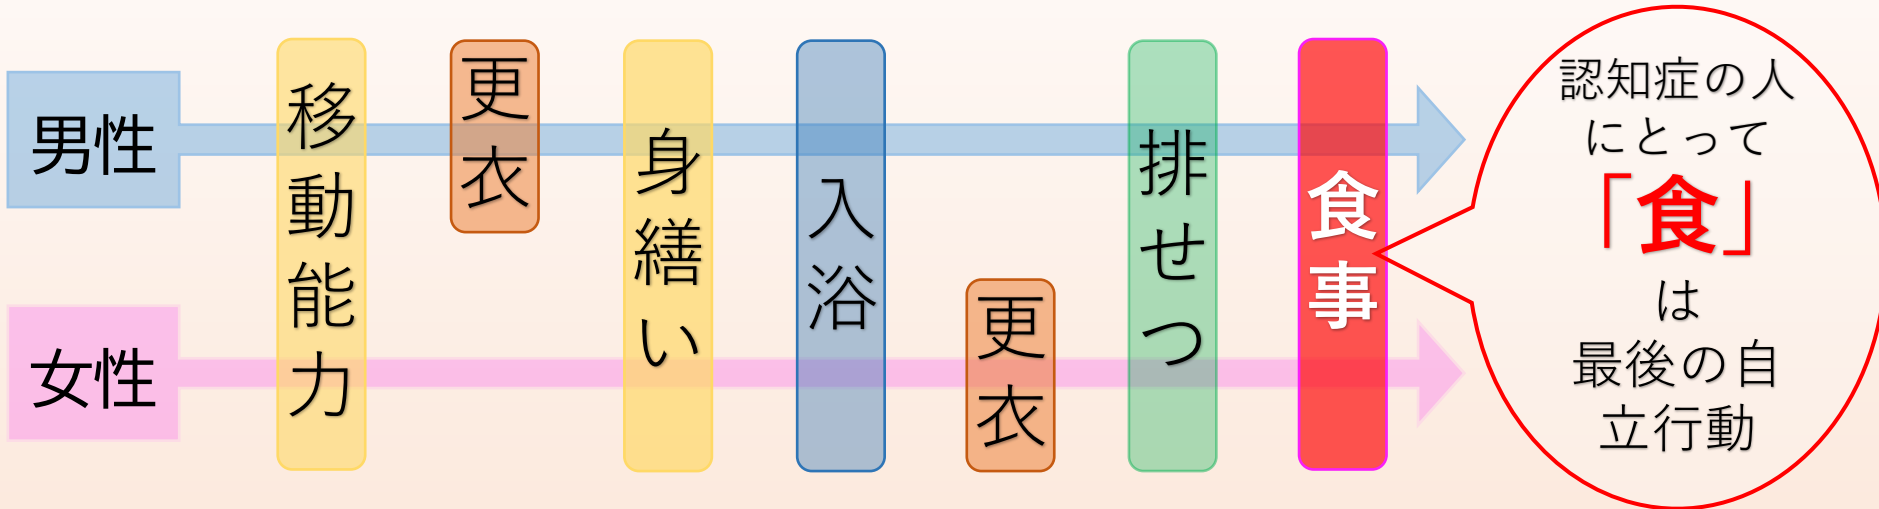 男性
女性
移動能力
更衣
身繕い
入浴
更衣
排せつ
食事
認知症の人
にとって
「食」
は
最後の自
立行動